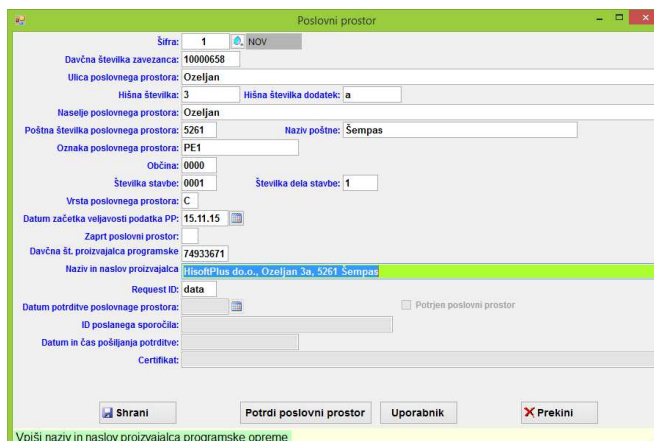 Poslovni prostor
Šifra: 1 NOV
Davčna številka zavezanca: 10000658
Ulica poslovnega prostora: Ozeljan
Hišna številka: 3 Hišna številka dodatek: a
Naselje poslovnega prostora: Ozeljan
Poštna številka poslovnega prostora: 5261 Naziv poštne: Šempas
Oznaka poslovnega prostora: PE1
Občina: 0000
Številka stavbe: 0001 Številka dela stavbe: 1
Vrsta poslovnega prostora: C
Datum začetka veljavosti podatka PP: 15.11.15
Zaprt poslovni prostor:
Davčna št. proizvajalca programske 74933671
Naziv in naslov proizvajalca HisoftPlus do.o., Ozeljan 3a, 5261 Šempas
Request ID: data
Datum potrditve poslovnage prostora: Potrjen poslovni prostor
ID poslanega sporočila:
Datum in čas pošiljanja potrditve:
Certifikat:
Shrani Potrdi poslovni prostor Uporabnik Prekini
Vpiši naziv in naslov proizvajalca programske opreme